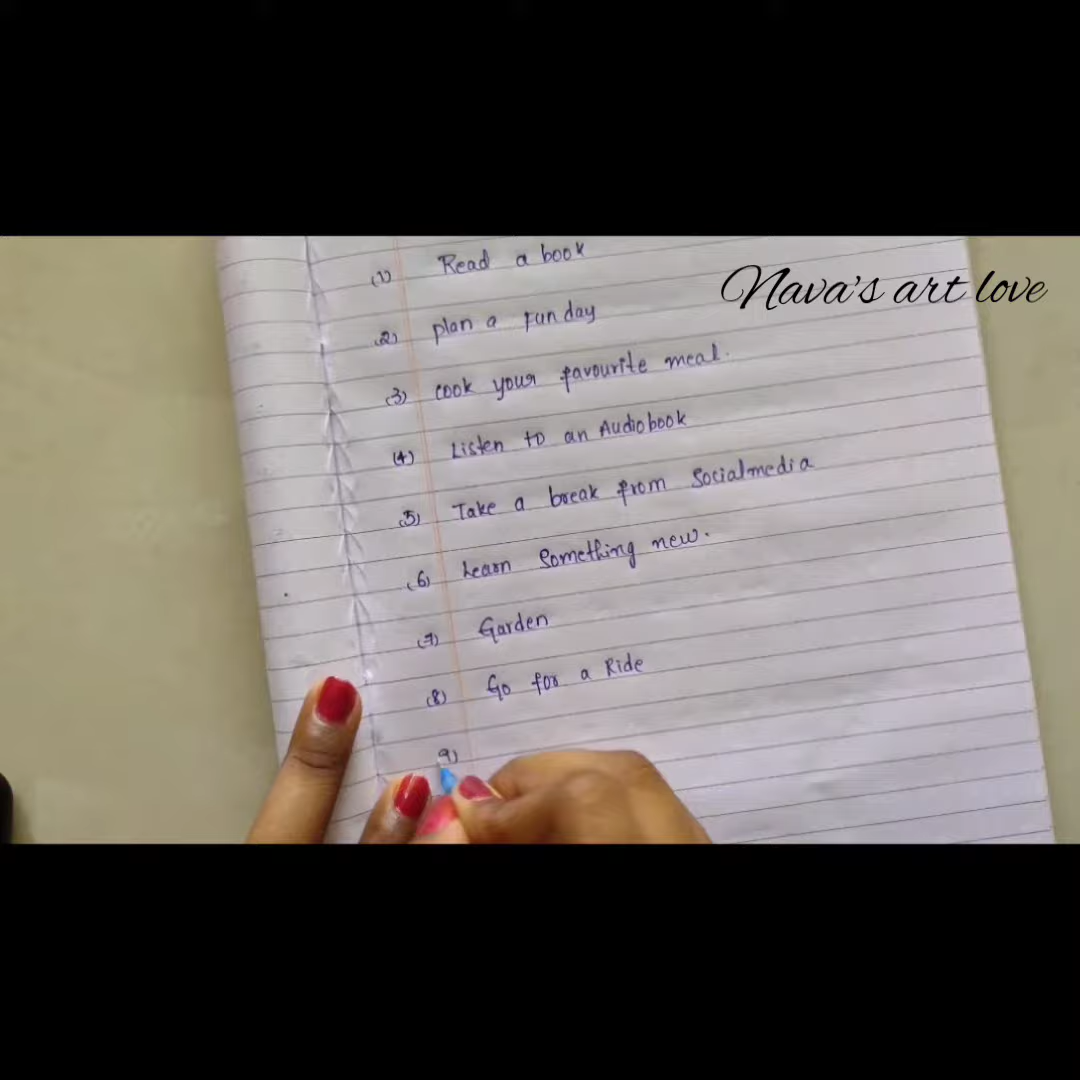 Nava's art love
(1) Read a book
(2) plan a fun day
(3) cook your favourite meal.
(4) Listen to an Audiobook
(5) Take a break from Socialmedia
(6) Learn Something new.
(7) Garden
(8) Go for a Ride
9)